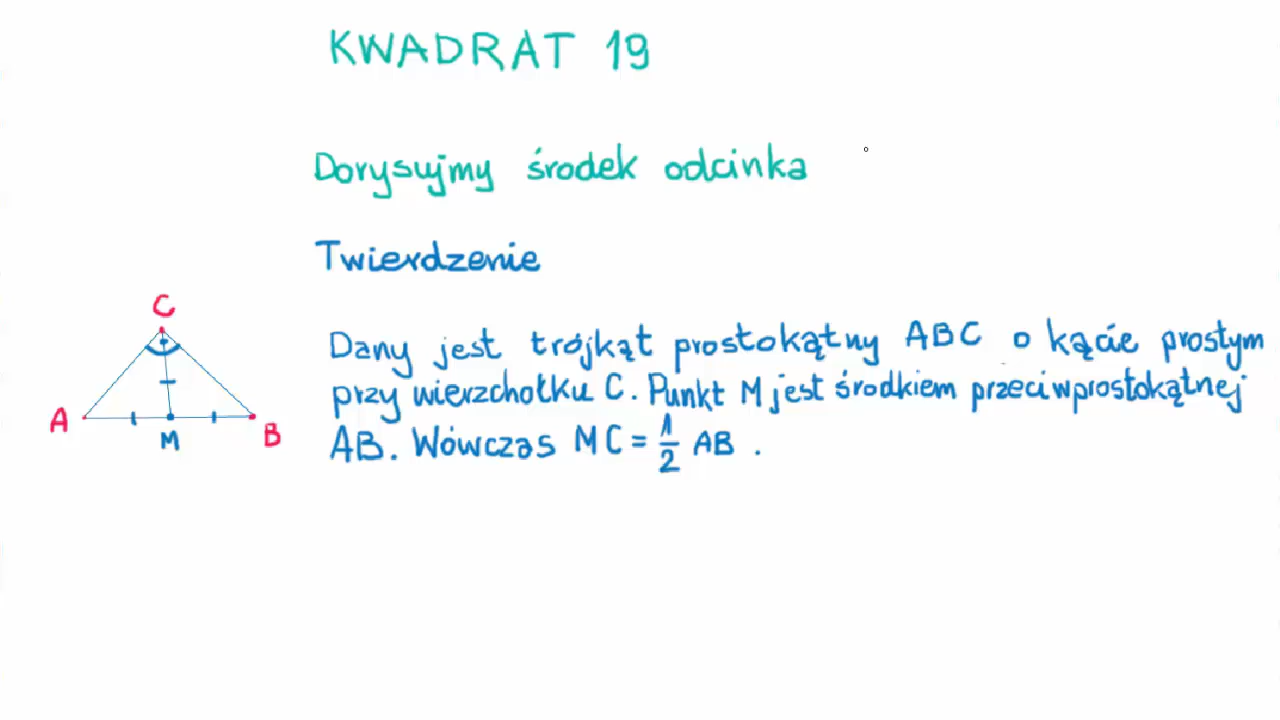 KWADRAT 19
Dorysujmy środek odcinka
Twierdzenie
Dany jest trójkąt prostokątny ABC o kącie prostym
przy wierzchołku C. Punkt M jest środkiem przeciwprostokątnej
AB. Wówczas MC = 1/2 AB.
C
A
M
B